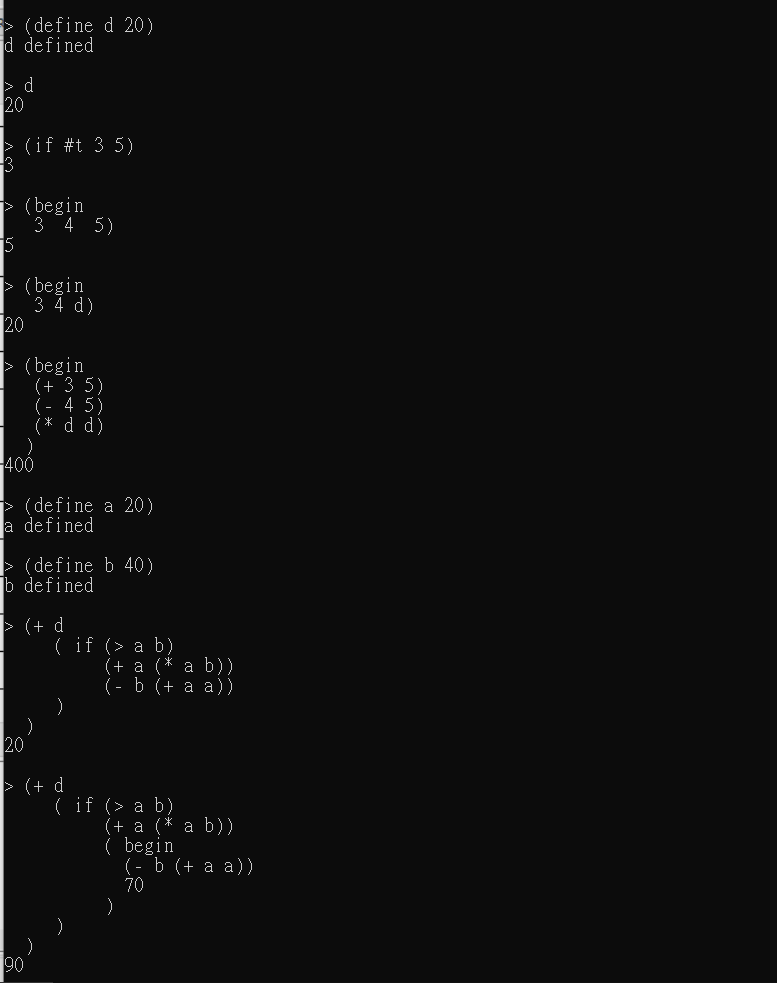 > (define d 20)
d defined

> d
20

> (if #t 3 5)
3

> (begin
   3  4  5)
5

> (begin
   3 4 d)
20

> (begin
   (+ 3 5)
   (- 4 5)
   (* d d)
  )
400

> (define a 20)
a defined

> (define b 40)
b defined

> (+ d
     ( if (> a b)
          (+ a (* a b))
          (- b (+ a a))
     )
  )
20

> (+ d
     ( if (> a b)
          (+ a (* a b))
          ( begin
            (- b (+ a a))
            70
          )
     )
  )
90